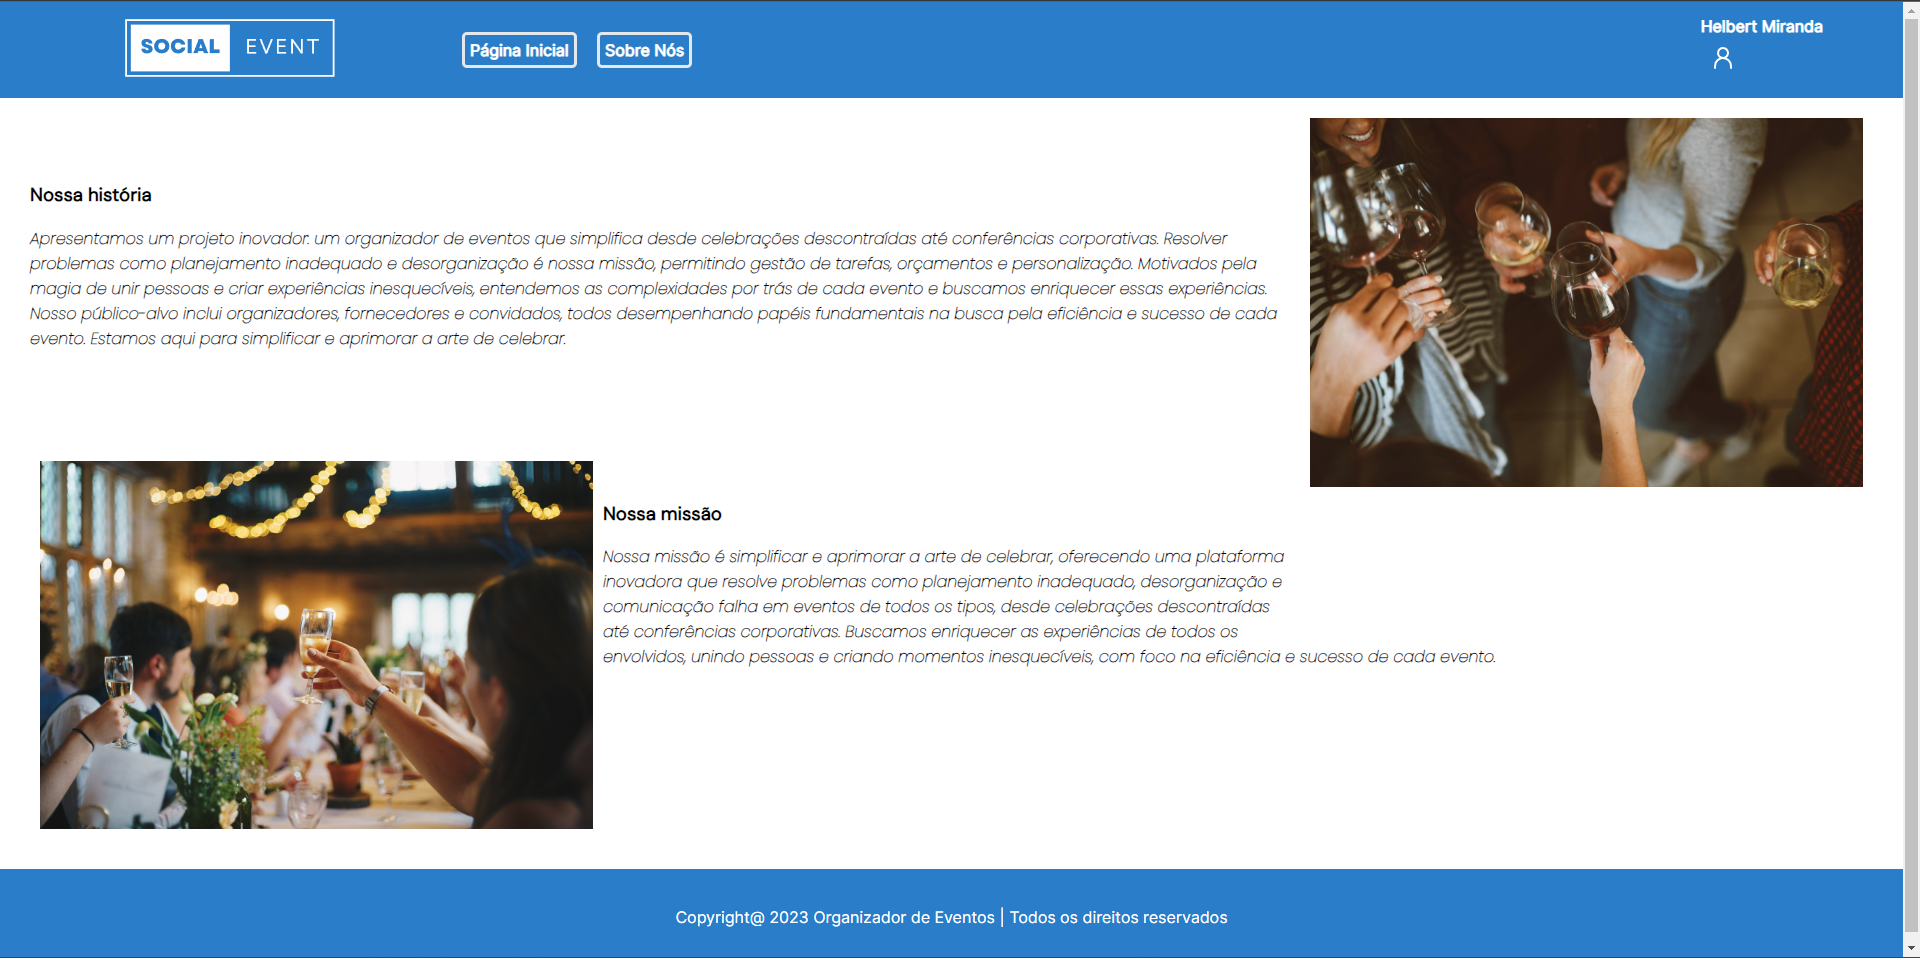 SOCIAL EVENT
Página Inicial
Sobre Nós
Helbert Miranda
Nossa história
Apresentamos um projeto inovador: um organizador de eventos que simplifica desde celebrações descontraídas até conferências corporativas. Resolver
problemas como planejamento inadequado e desorganização é nossa missão, permitindo gestão de tarefas, orçamentos e personalização. Motivados pela
magia de unir pessoas e criar experiências inesquecíveis, entendemos as complexidades por trás de cada evento e buscamos enriquecer essas experiências.
Nosso público-alvo inclui organizadores, fornecedores e convidados, todos desempenhando papéis fundamentais na busca pela eficiência e sucesso de cada
evento. Estamos aqui para simplificar e aprimorar a arte de celebrar.
Nossa missão
Nossa missão é simplificar e aprimorar a arte de celebrar, oferecendo uma plataforma
inovadora que resolve problemas como planejamento inadequado, desorganização e
comunicação falha em eventos de todos os tipos, desde celebrações descontraídas
até conferências corporativas. Buscamos enriquecer as experiências de todos os
envolvidos, unindo pessoas e criando momentos inesquecíveis, com foco na eficiência e sucesso de cada evento.
Copyright@ 2023 Organizador de Eventos | Todos os direitos reservados